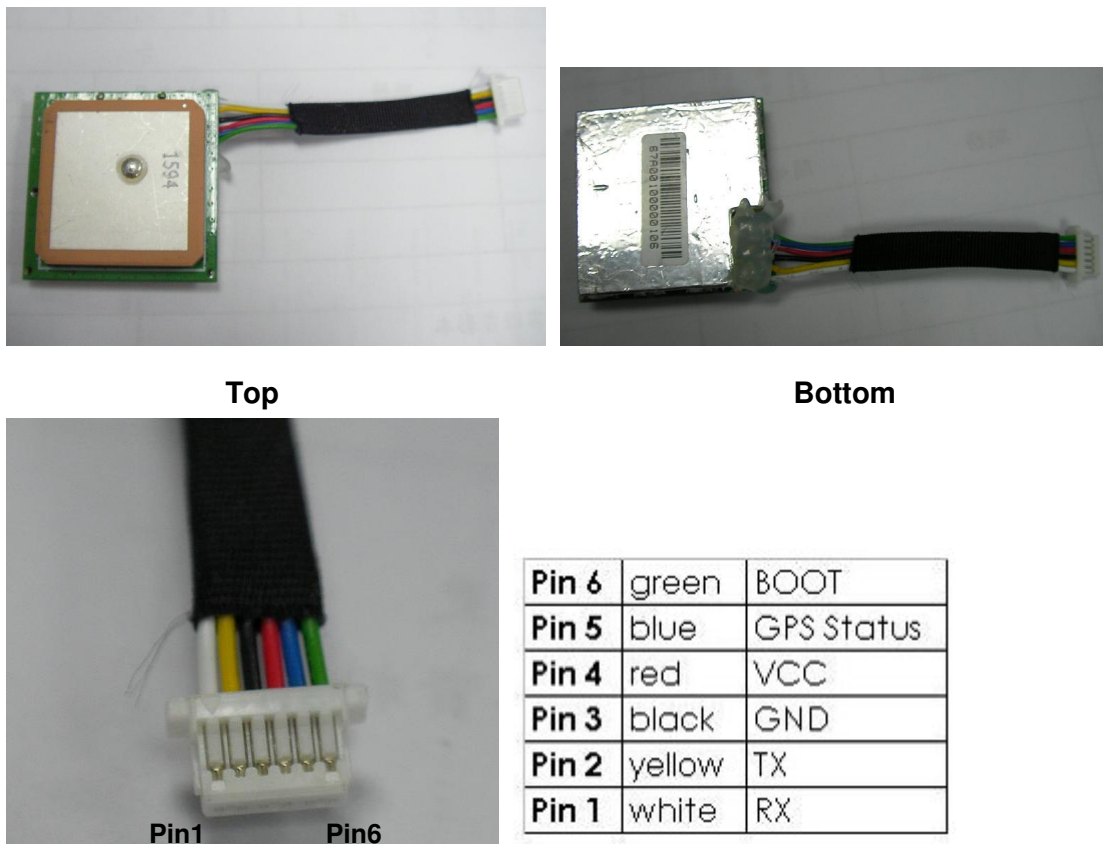 1594
67A00100000106
Top
Bottom
Pin 6 green BOOT
Pin 5 blue GPS Status
Pin 4 red VCC
Pin 3 black GND
Pin 2 yellow TX
Pin 1 white RX
Pin1 Pin6